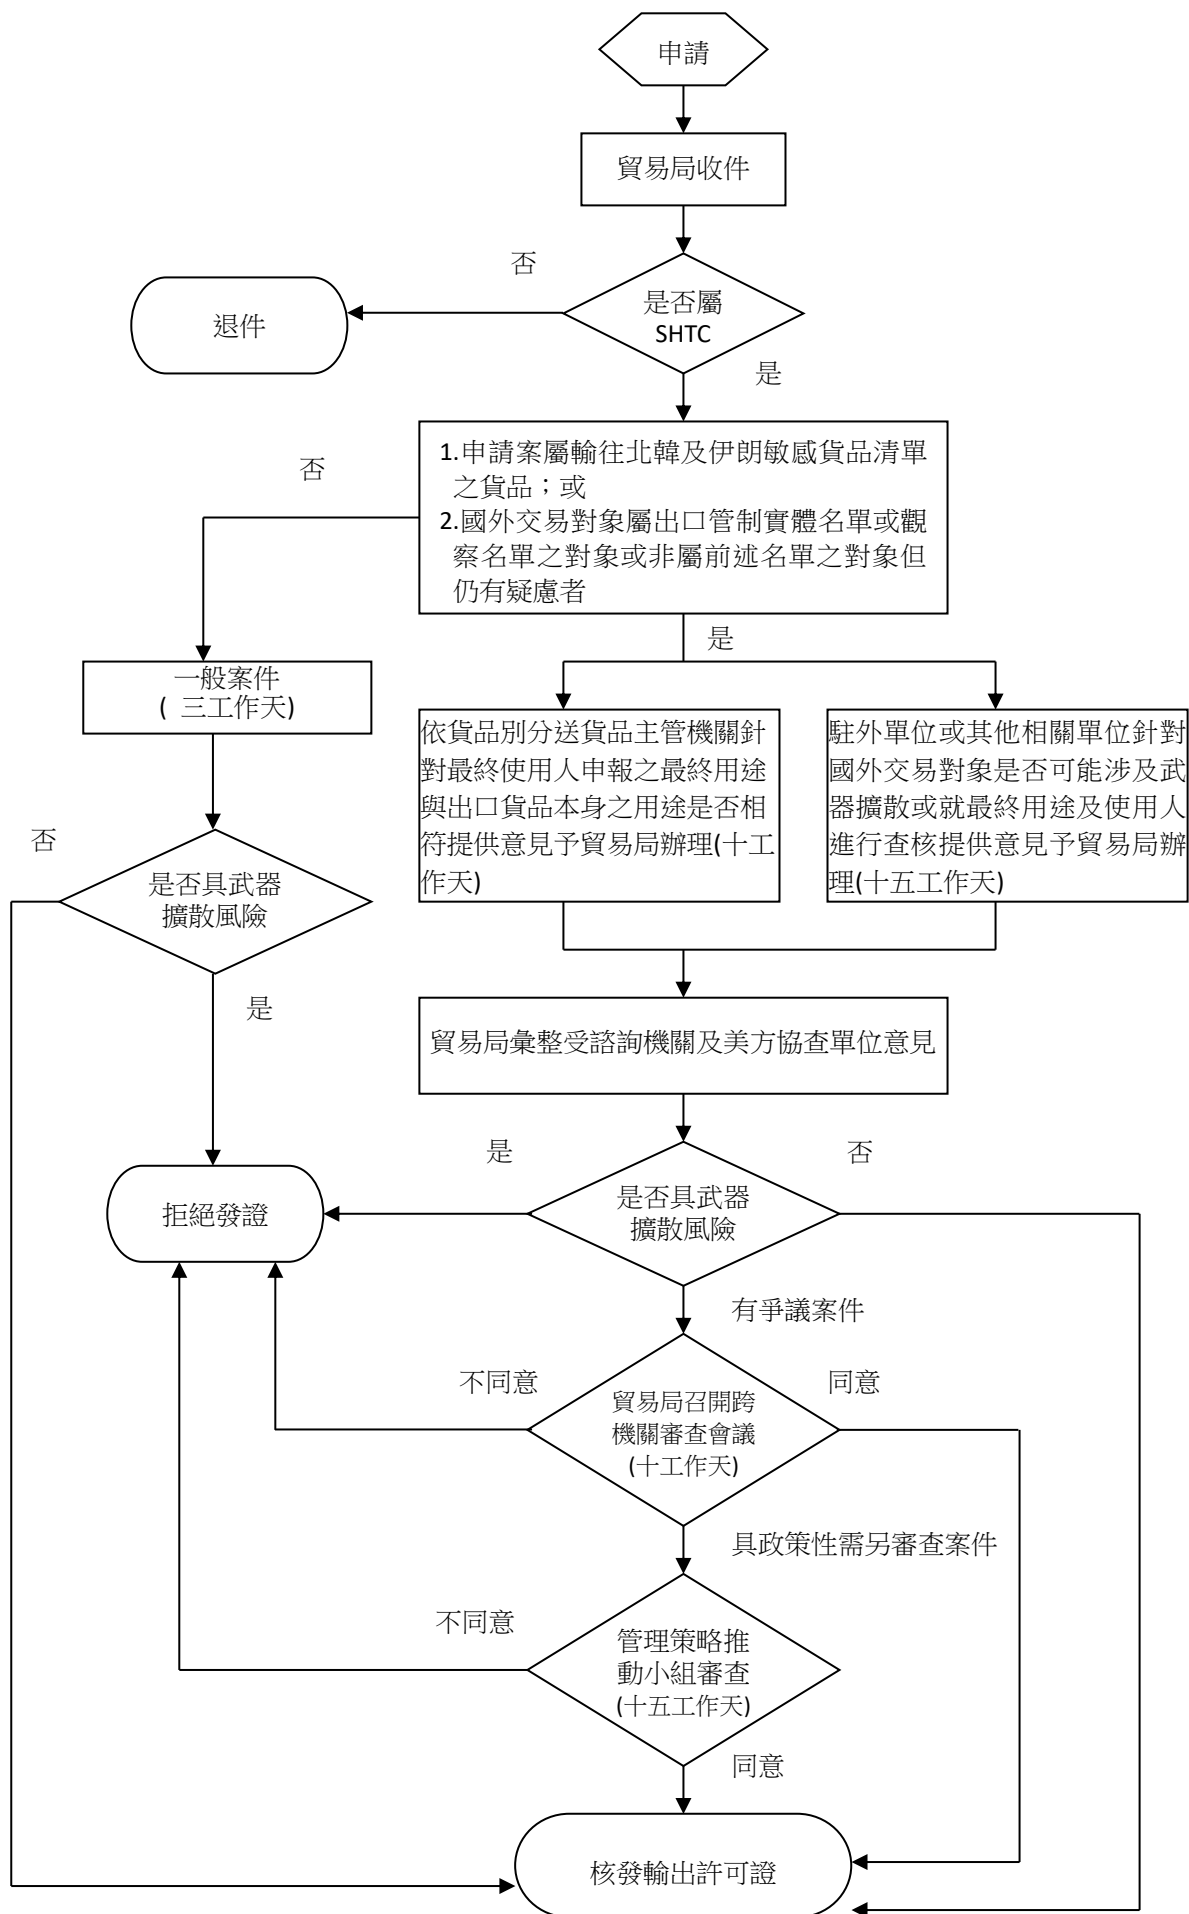 申請
貿易局收件
否
是否屬
SHTC
退件
是
1.申請案屬輸往北韓及伊朗敏感貨品清單
之貨品；或
2.國外交易對象屬出口管制實體名單或觀
察名單之對象或非屬前述名單之對象但
仍有疑慮者
否
是
一般案件
( 三工作天)
依貨品別分送貨品主管機關針
對最終使用人申報之最終用途
與出口貨品本身之用途是否相
符提供意見予貿易局辦理(十工
作天)
駐外單位或其他相關單位針對
國外交易對象是否可能涉及武
器擴散或就最終用途及使用人
進行查核提供意見予貿易局辦
理(十五工作天)
否
是否具武器
擴散風險
是
貿易局彙整受諮詢機關及美方協查單位意見
是
否
拒絕發證
是否具武器
擴散風險
有爭議案件
不同意
同意
貿易局召開跨
機關審查會議
(十工作天)
具政策性需另審查案件
不同意
管理策略推
動小組審查
(十五工作天)
同意
核發輸出許可證